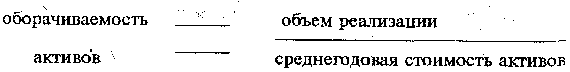 оборачиваемость объем реализации
активов среднегодовая стоимость активов